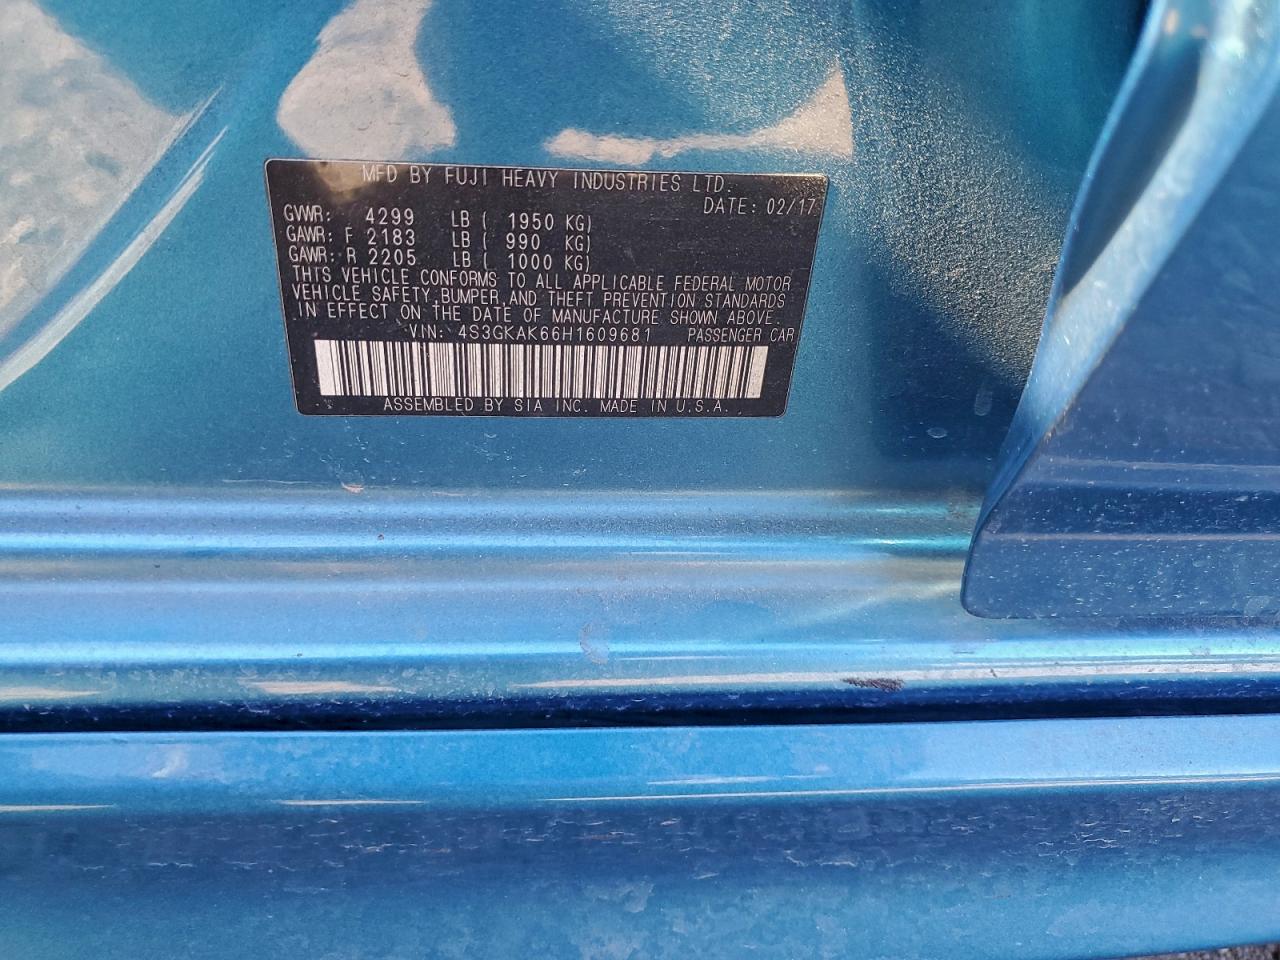 MFD BY FUJI HEAVY INDUSTRIES LTD.
DATE: 02/17
GVWR: 4299 LB ( 1950 KG)
GAWR: F 2183 LB ( 990 KG)
GAWR: R 2205 LB ( 1000 KG)
THIS VEHICLE CONFORMS TO ALL APPLICABLE FEDERAL MOTOR
VEHICLE SAFETY, BUMPER, AND THEFT PREVENTION STANDARDS
IN EFFECT ON THE DATE OF MANUFACTURE SHOWN ABOVE.
VIN: 4S3GKAK66H1609681 PASSENGER CAR
ASSEMBLED BY SIA INC. MADE IN U.S.A.